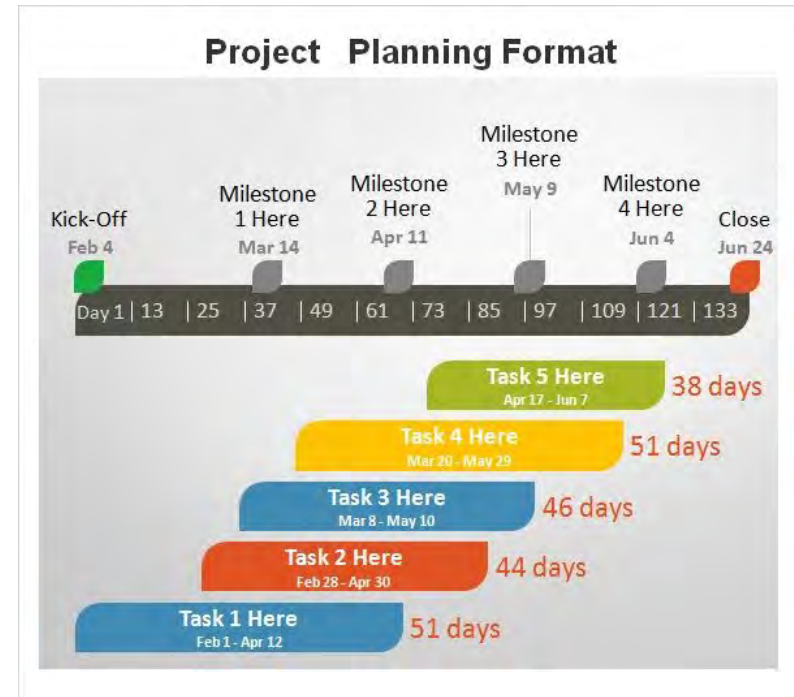 Project Planning Format
Milestone
3 Here
May 9
Milestone
1 Here
Mar 14
Milestone
2 Here
Apr 11
Milestone
4 Here
Jun 4
Kick-Off
Feb 4
Close
Jun 24
Day 1 | 13 | 25 | 37 | 49 | 61 | 73 | 85 | 97 | 109 | 121 | 133
Task 5 Here
Apr 17 - Jun 7
38 days
Task 4 Here
Mar 20 - May 29
51 days
Task 3 Here
Mar 8 - May 10
46 days
Task 2 Here
Feb 28 - Apr 30
44 days
Task 1 Here
Feb 1 - Apr 12
51 days